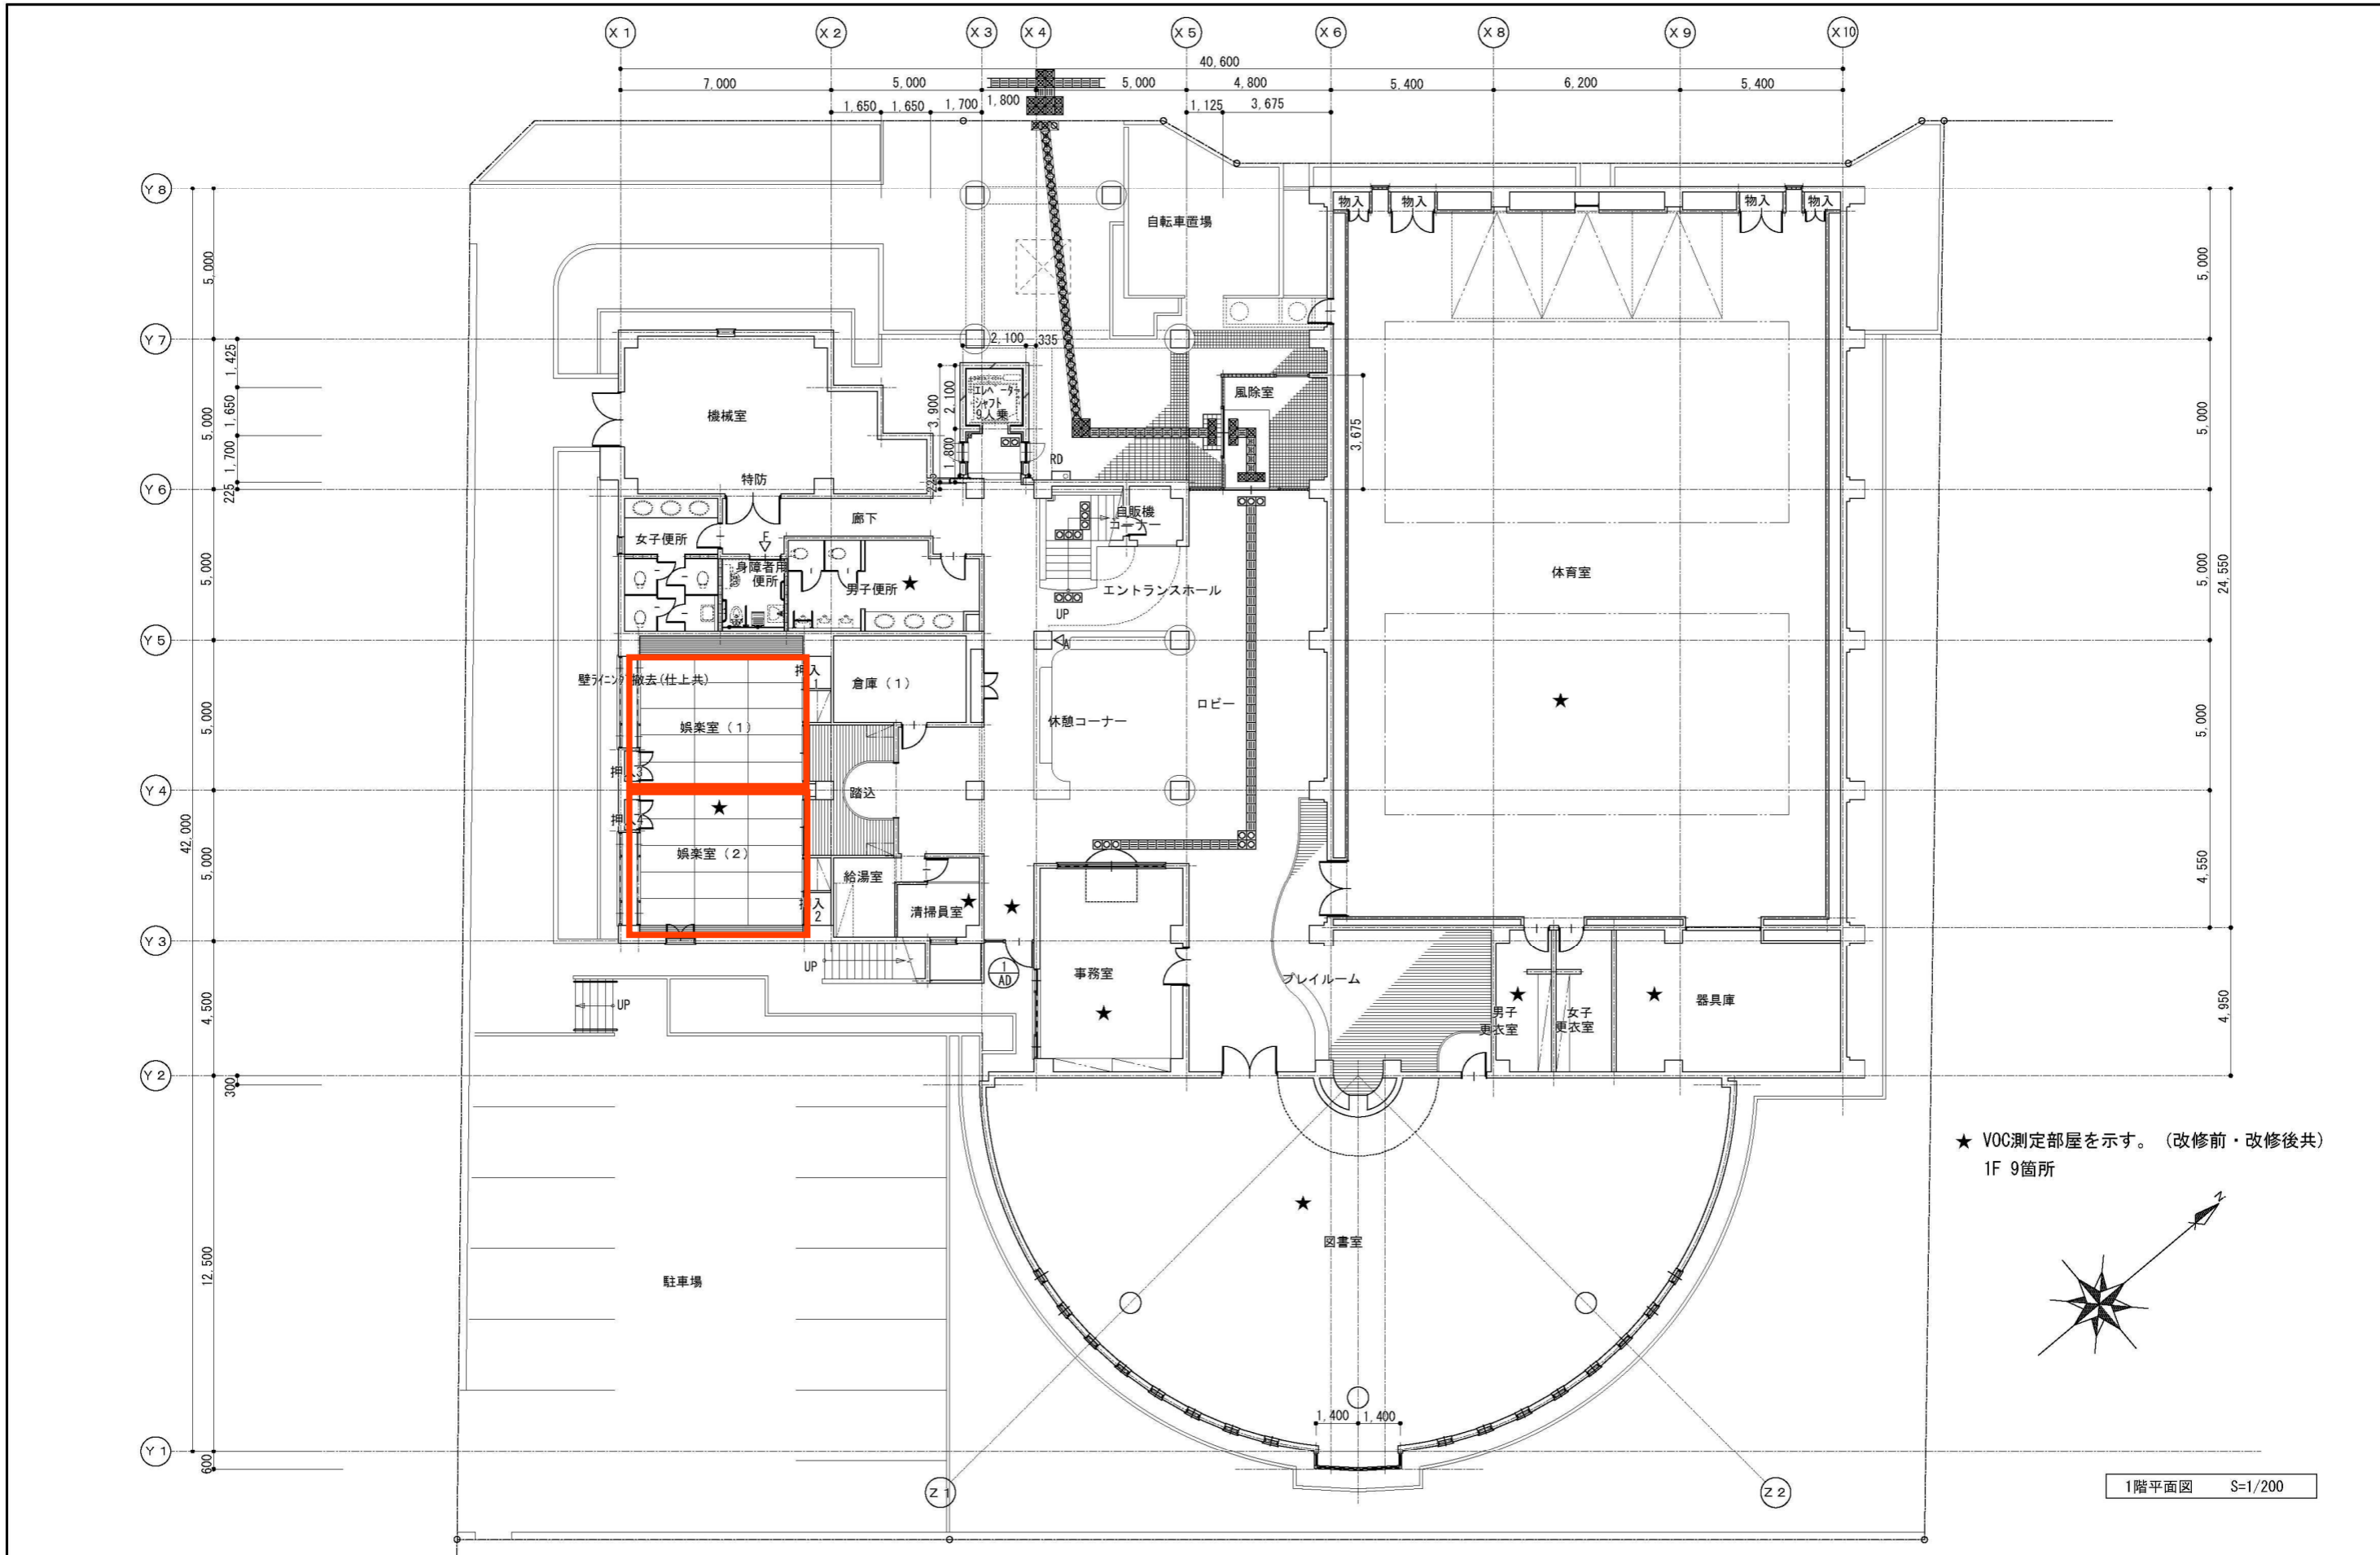 X1 X2 X3 X4 X5 X6 X8 X9 X10
40,600
7,000 5,000 5,000 4,800 5,400 6,200 5,400
1,650 1,650 1,700 1,800 1,125 3,675
Y8
物入 物入 物入 物入
自転車置場
5,000 5,000
Y7
2,100 335
1,425
エレベーター
シャフト
9人乗
風除室
機械室
5,000 1,650 3,900 2,100 3,675 5,000
1,700 1,800
RD
特防
Y6
225
自販機
コーナー
廊下
女子便所
F
身障者用
便所
男子便所 ★
エントランスホール
体育室
UP
5,000 5,000 24,550
Y5
A
押入
1
壁ライニング撤去(仕上共)
倉庫(1)
★
ロビー
休憩コーナー
娯楽室(1)
5,000 5,000
押入3
Y4
踏込
★
押入4
42,000
娯楽室(2)
5,000 4,550
給湯室
押入
2
清掃員室 ★ ★
Y3
UP
1
AD
事務室
プレイルーム
★ ★ 器具庫
UP
★
男子
更衣室
女子
更衣室
4,500 4,950
Y2
300
★ VOC測定部屋を示す。(改修前・改修後共)
1F 9箇所
★
N
図書室
駐車場
12,500
1,400 1,400
Y1
600
Z1 Z2
1階平面図 S=1/200